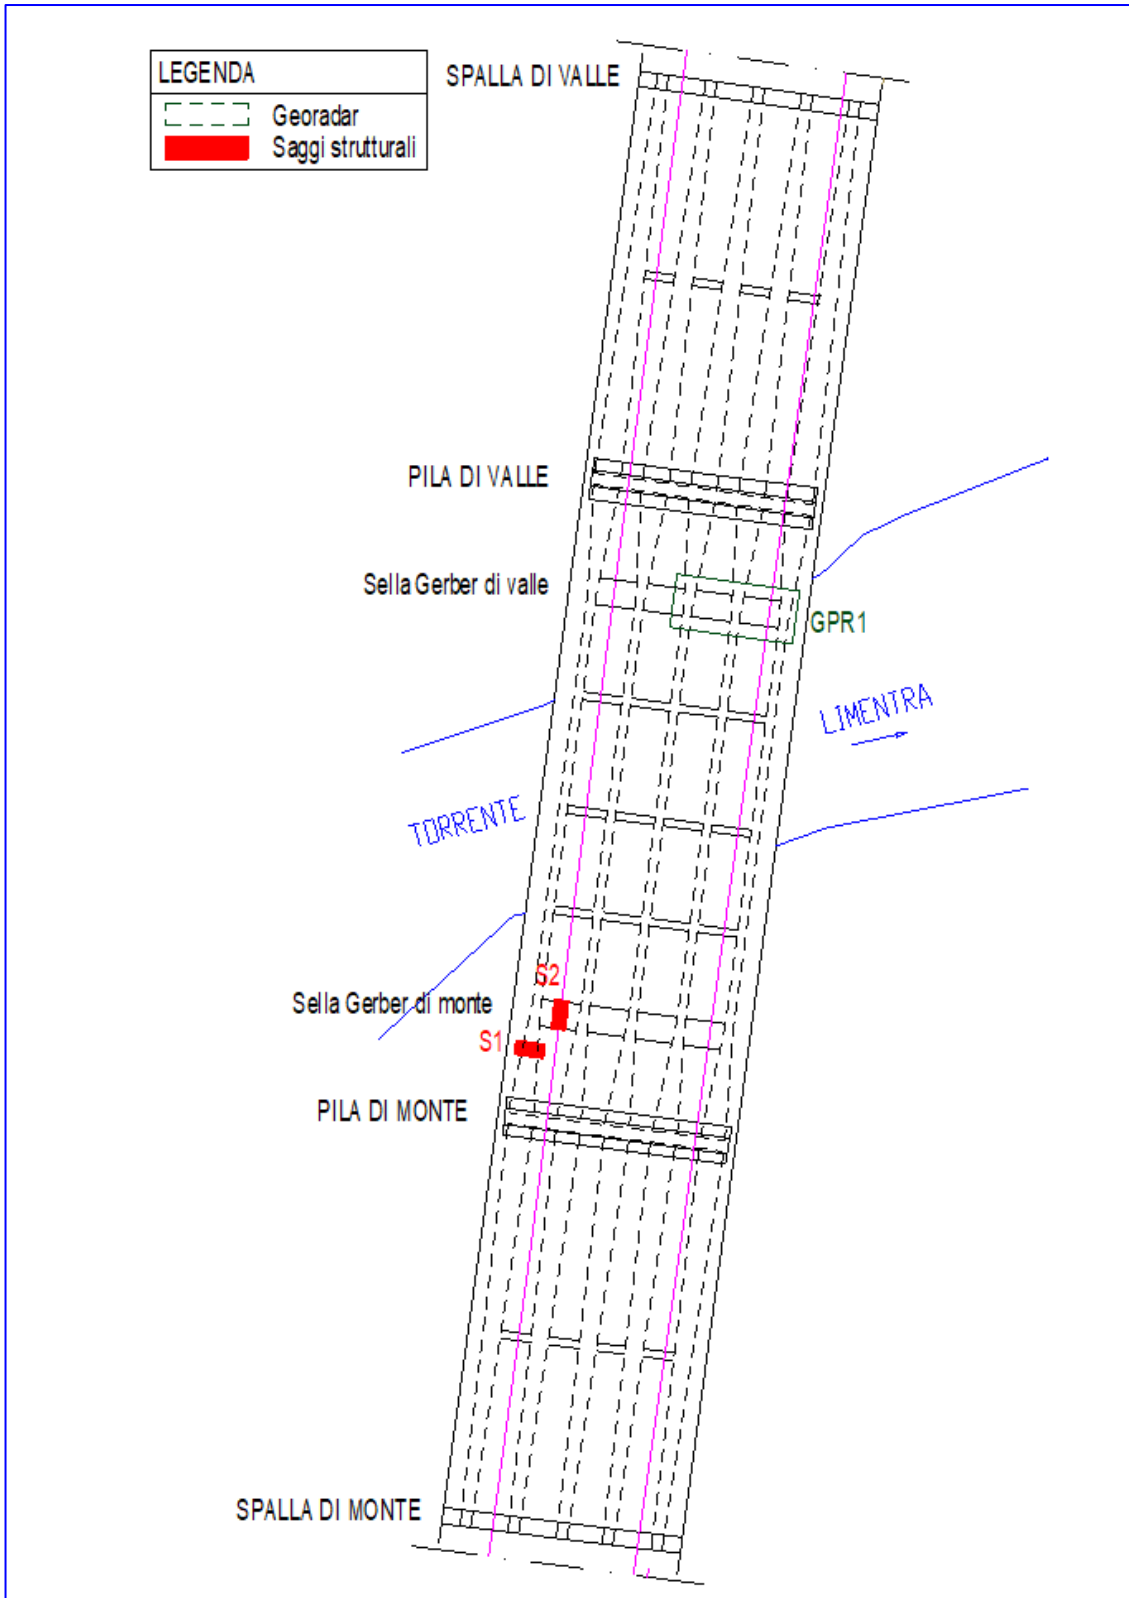 LEGENDA
Georadar
Saggi strutturali
SPALLA DI VALLE
PILA DI VALLE
Sella Gerber di valle
GPR1
LIMENTRA
TORRENTE
S2
Sella Gerber di monte
S1
PILA DI MONTE
SPALLA DI MONTE